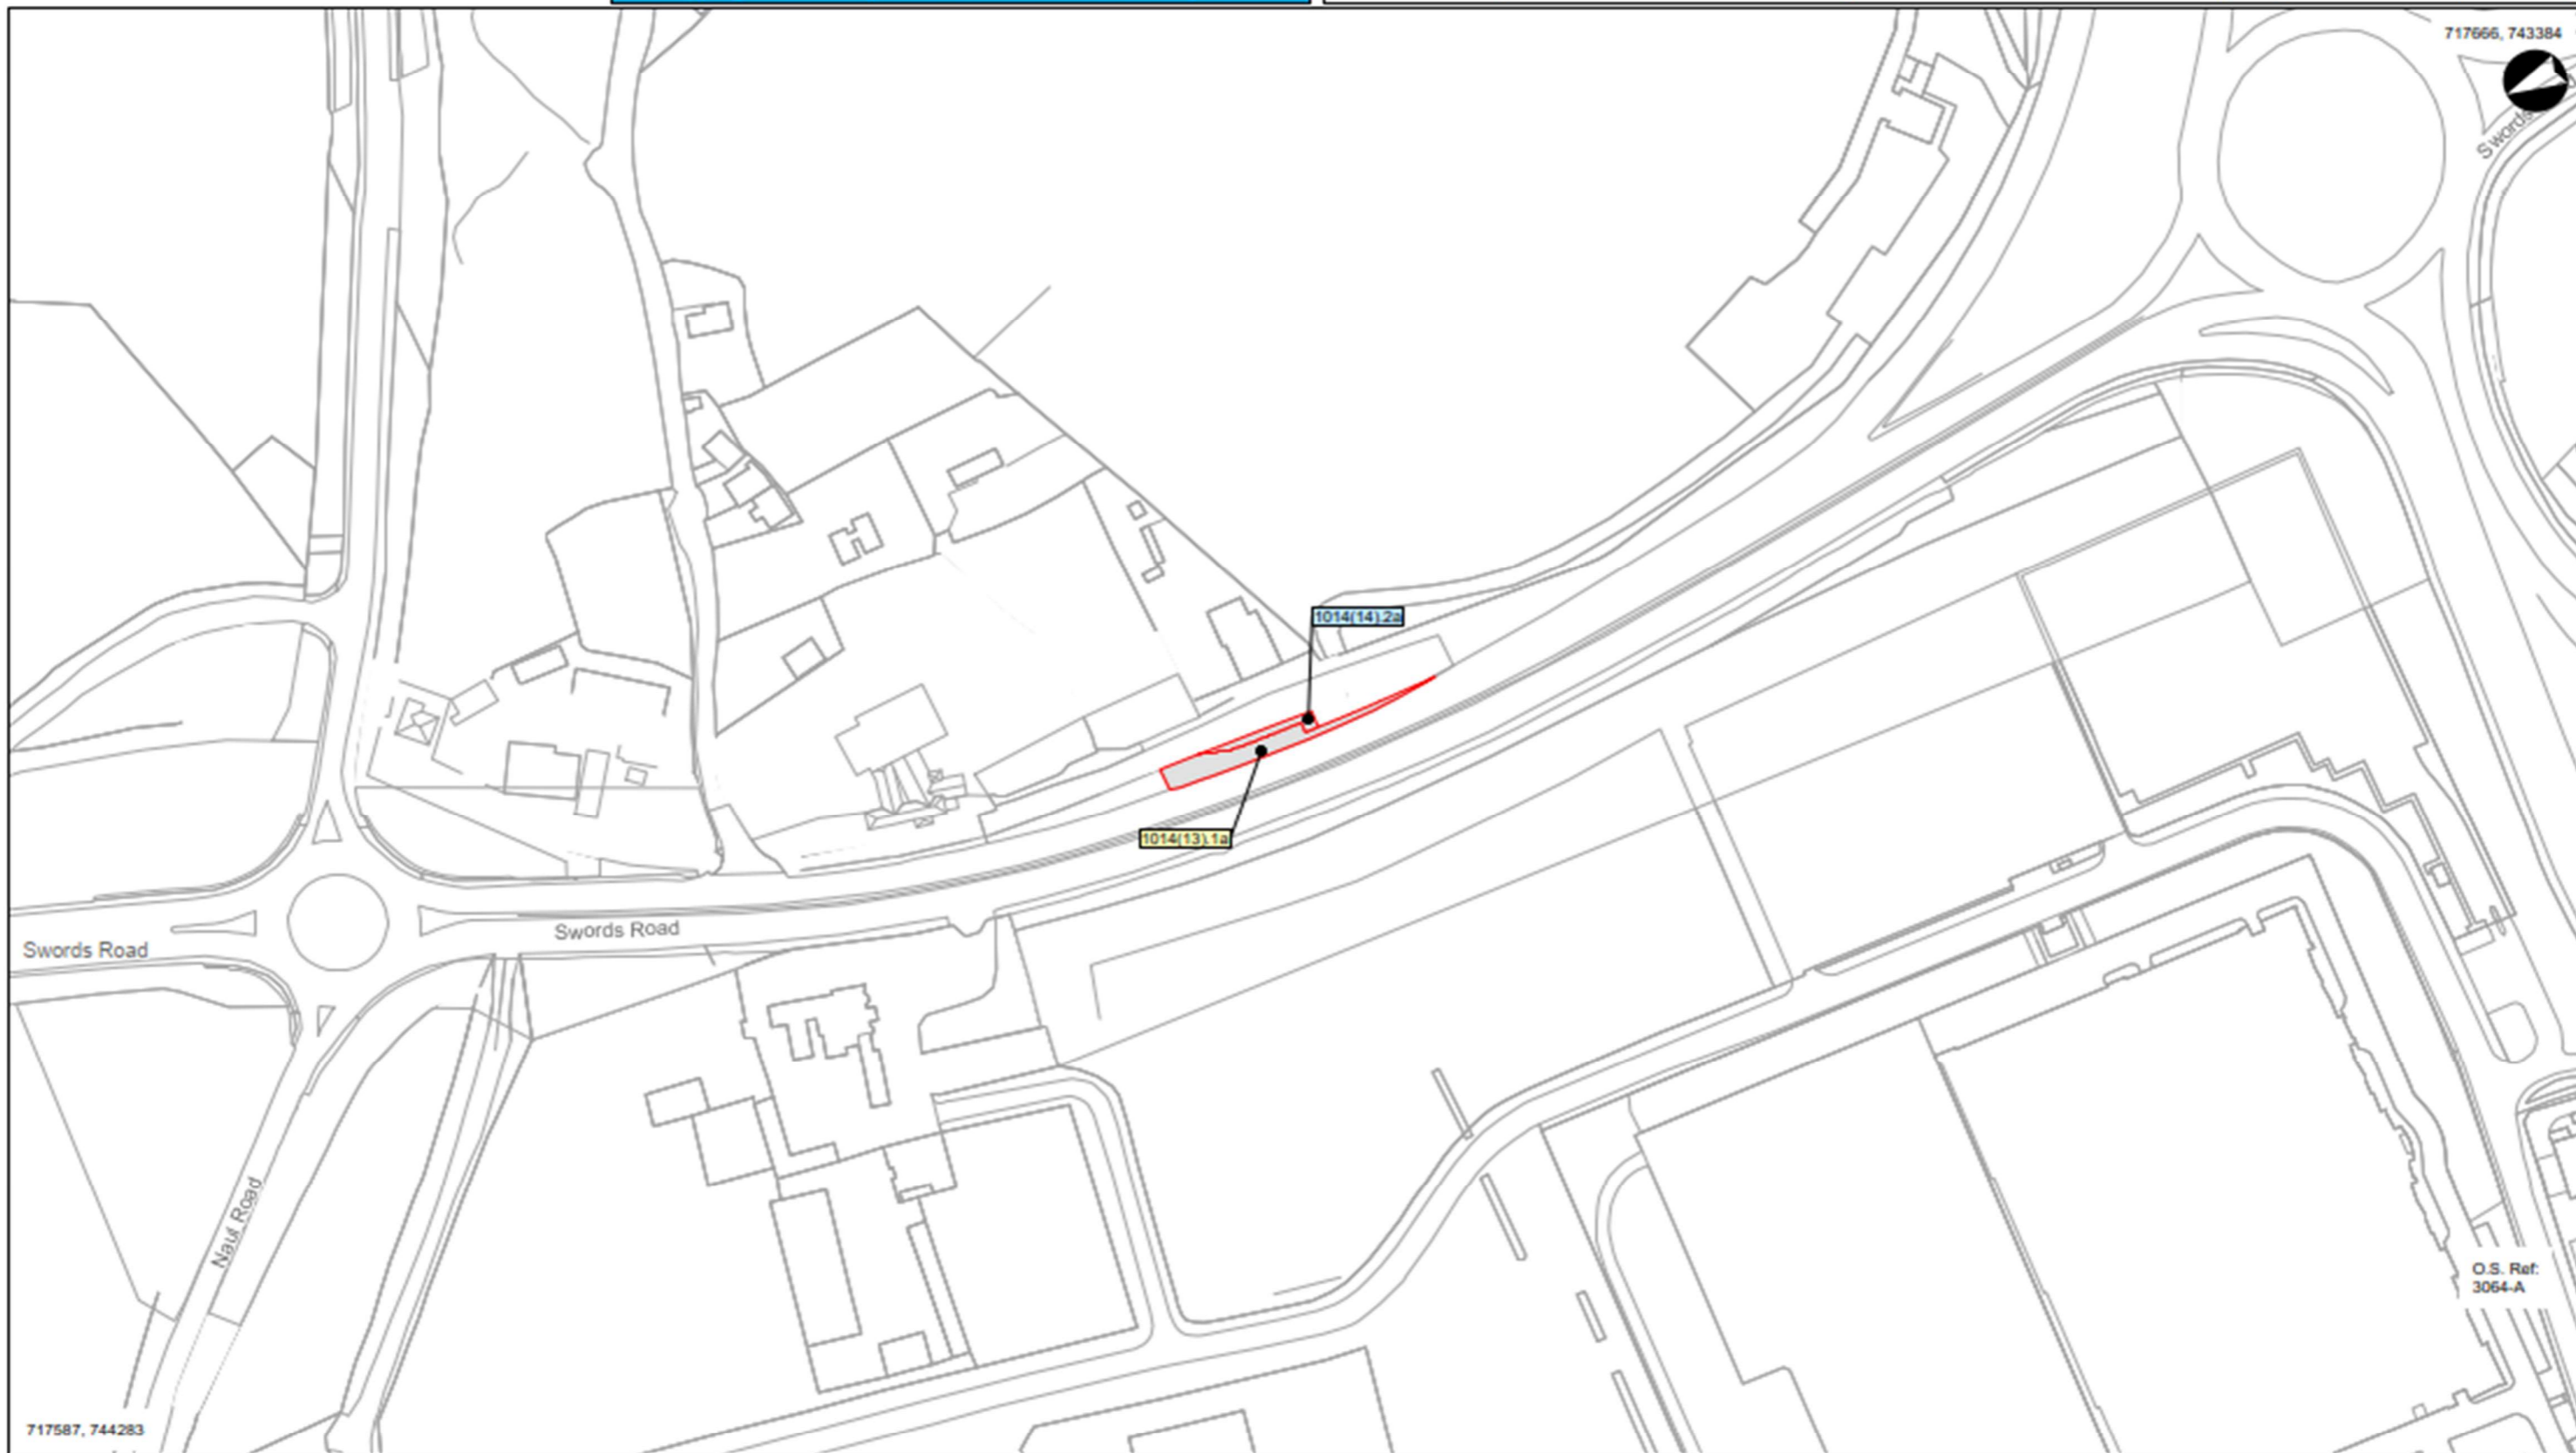 717666, 743384
Swords
1014(14).2a
1014(13).1a
Swords Road
Swords Road
Naul Road
O.S. Ref:
3064-A
717587, 744283